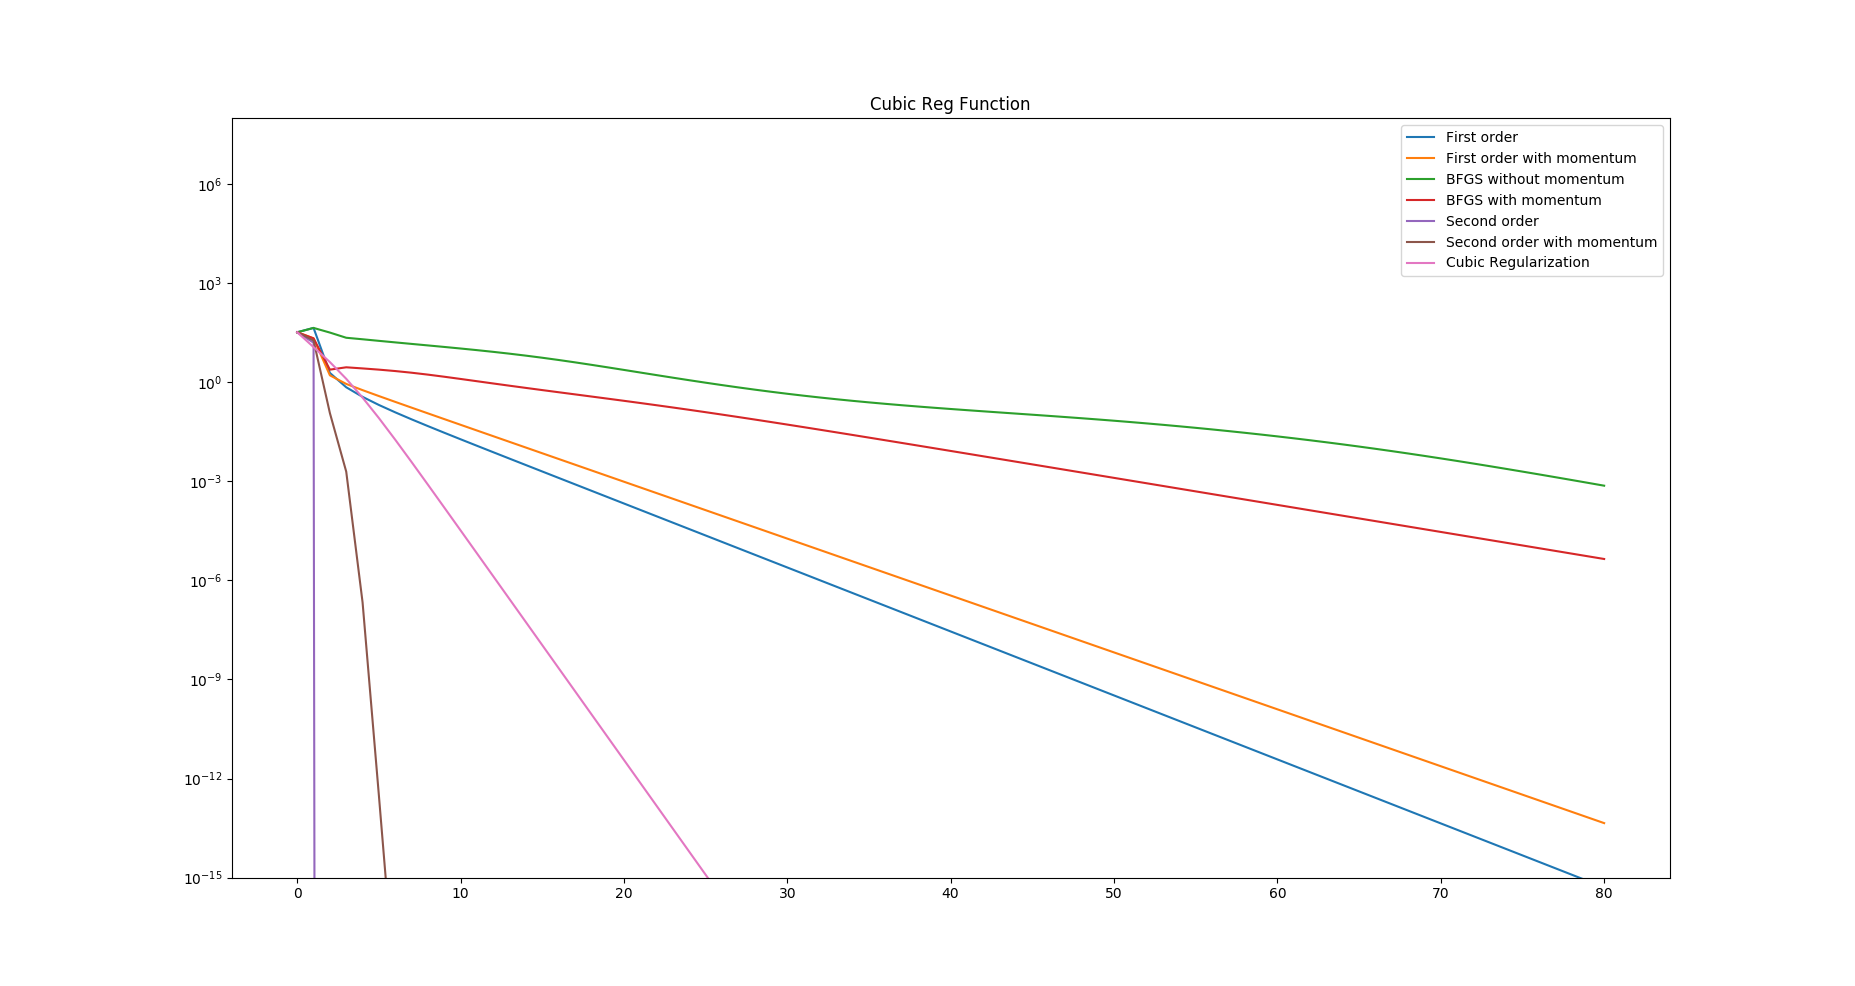 Cubic Reg Function
First order
First order with momentum
BFGS without momentum
BFGS with momentum
Second order
Second order with momentum
Cubic Regularization
10^6
10^3
10^0
10^−3
10^−6
10^−9
10^−12
10^−15
0 10 20 30 40 50 60 70 80